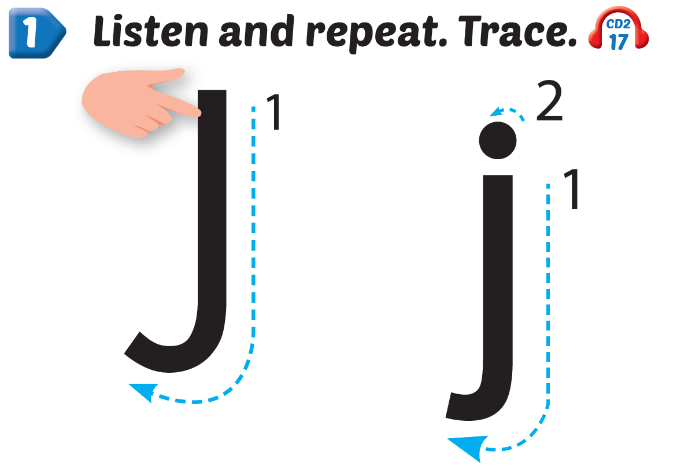 1 Listen and repeat. Trace. CD2 17
J 1
j 2
1